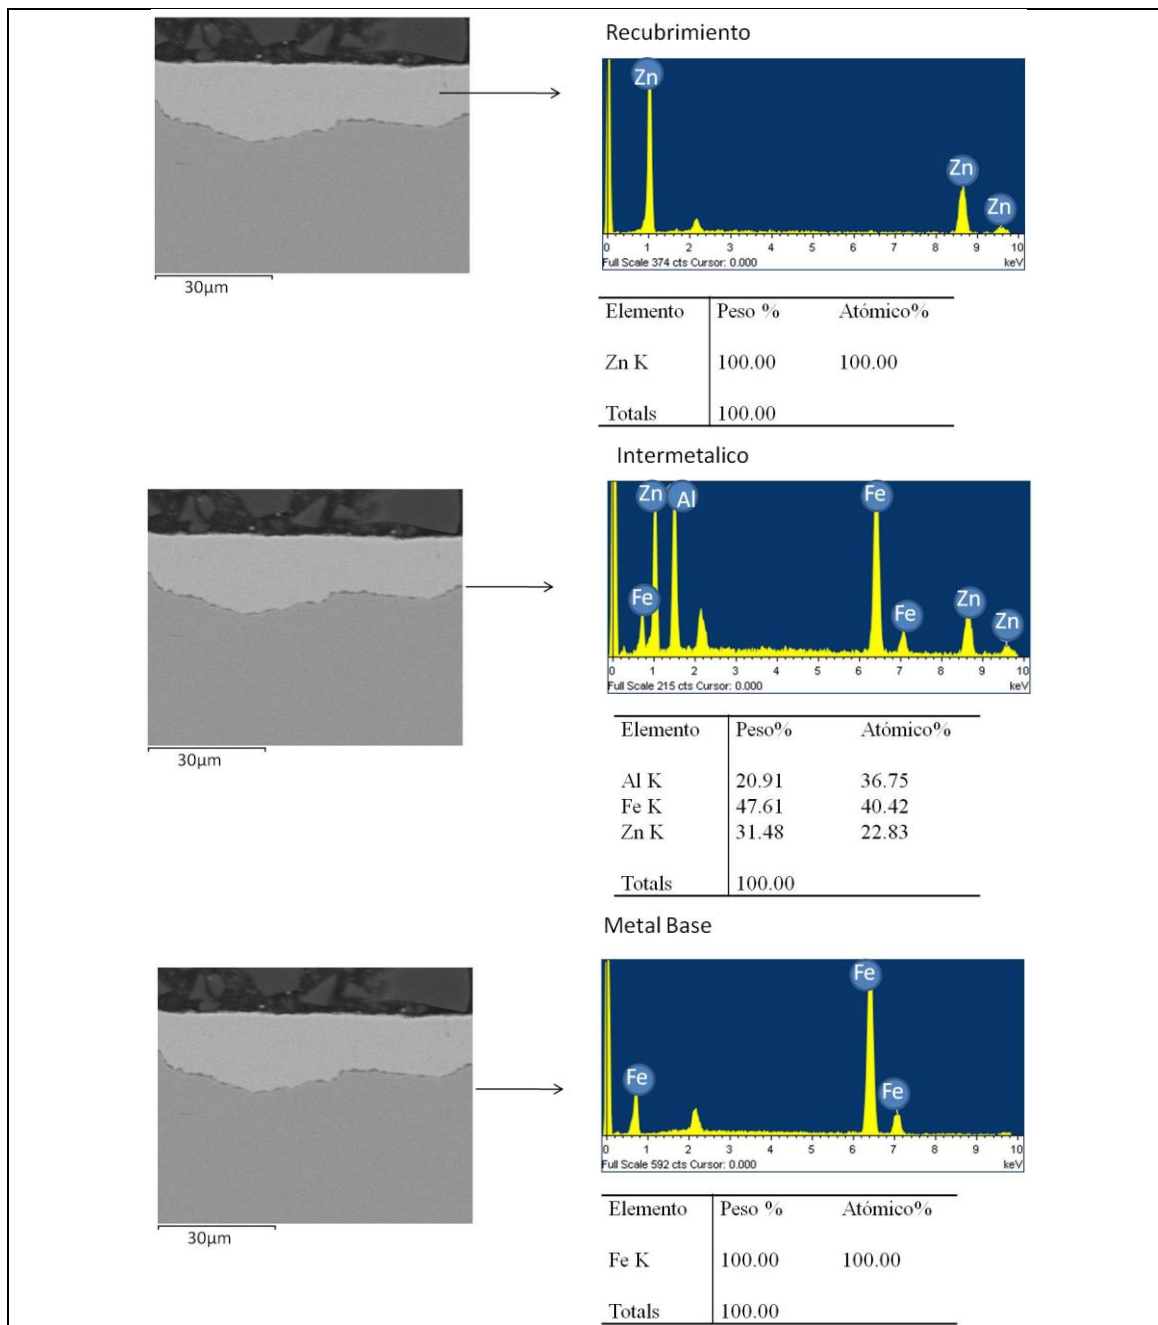 Recubrimiento
Zn
Zn
Zn
0 1 2 3 4 5 6 7 8 9 10
Full Scale 374 cts Cursor: 0.000 keV
30µm
Elemento Peso % Atómico%
Zn K 100.00 100.00
Totals 100.00
Intermetalico
Zn Al Fe
Fe Fe Zn Zn
0 1 2 3 4 5 6 7 8 9 10
Full Scale 215 cts Cursor: 0.000 keV
30µm
Elemento Peso% Atómico%
Al K 20.91 36.75
Fe K 47.61 40.42
Zn K 31.48 22.83
Totals 100.00
Metal Base
Fe
Fe Fe
0 1 2 3 4 5 6 7 8 9 10
Full Scale 592 cts Cursor: 0.000 keV
30µm
Elemento Peso % Atómico%
Fe K 100.00 100.00
Totals 100.00